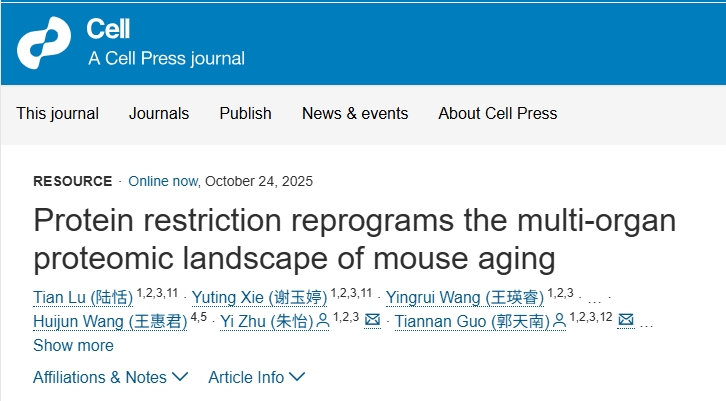 Cell
A Cell Press journal
This journal Journals Publish News & events About Cell Press
RESOURCE · Online now, October 24, 2025
Protein restriction reprograms the multi-organ
proteomic landscape of mouse aging
Tian Lu (陆恬) 1,2,3,11 · Yuting Xie (谢玉婷) 1,2,3,11 · Yingrui Wang (王瑛睿) 1,2,3 · ... ·
Huijun Wang (王惠君) 4,5 · Yi Zhu (朱怡) 1,2,3 · Tiannan Guo (郭天南) 1,2,3,12 ...
Show more
Affiliations & Notes Article Info